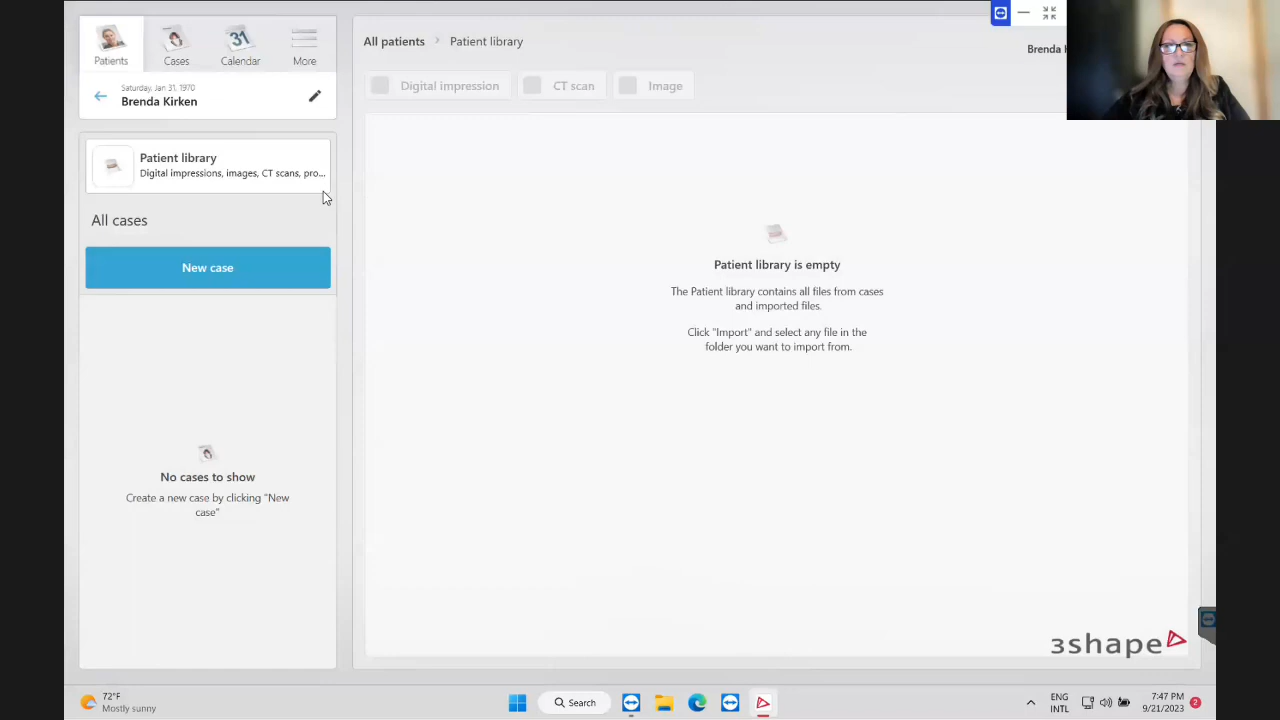 Patients
Cases
31
Calendar
More
Saturday, Jan 31, 1970
Brenda Kirken
Patient library
Digital impressions, images, CT scans, pro...
All cases
New case
No cases to show
Create a new case by clicking "New
case"
All patients > Patient library
Brenda
Digital impression
CT scan
Image
Patient library is empty
The Patient library contains all files from cases
and imported files.
Click "Import" and select any file in the
folder you want to import from.
3shape
72°F
Mostly sunny
Search
ENG
INTL
7:47 PM
9/21/2023
2